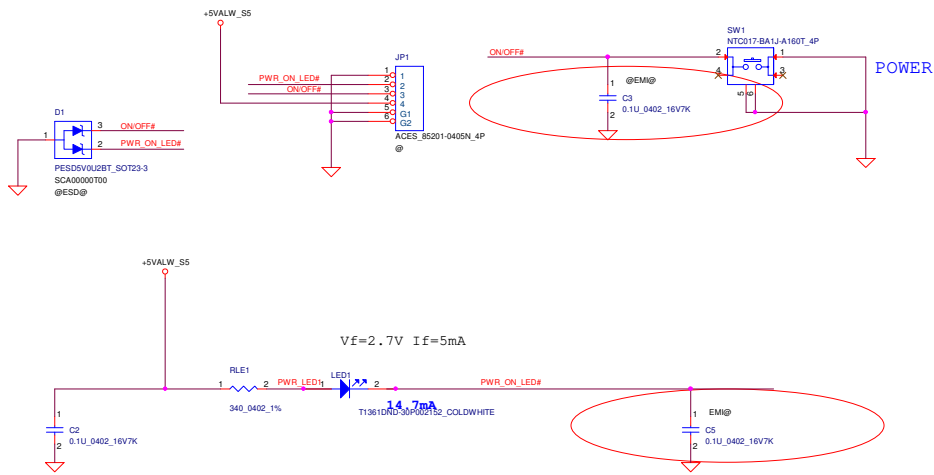 +5VALW_S5
SW1
NTC017-BA1J-A160T_4P
ON/OFF#
2
1
JP1
POWER
1
1
PWR_ON_LED#
2
2
4
3
@EMI@
1
ON/OFF#
3
3
4
4
C3
5
6
5
G1
0.1U_0402_16V7K
D1
6
G2
2
3
ON/OFF#
1
ACES_85201-0405N_4P
2
PWR_ON_LED#
@
PESD5V0U2BT_SOT23-3
SCA00000T00
@ESD@
+5VALW_S5
Vf=2.7V If=5mA
RLE1
LED1
1
2
PWR_LED1
1
2
PWR_ON_LED#
340_0402_1%
14.7mA
T1361DND-30P002152_COLDWHITE
1
C2
0.1U_0402_16V7K
2
1
EMI@
C5
0.1U_0402_16V7K
2